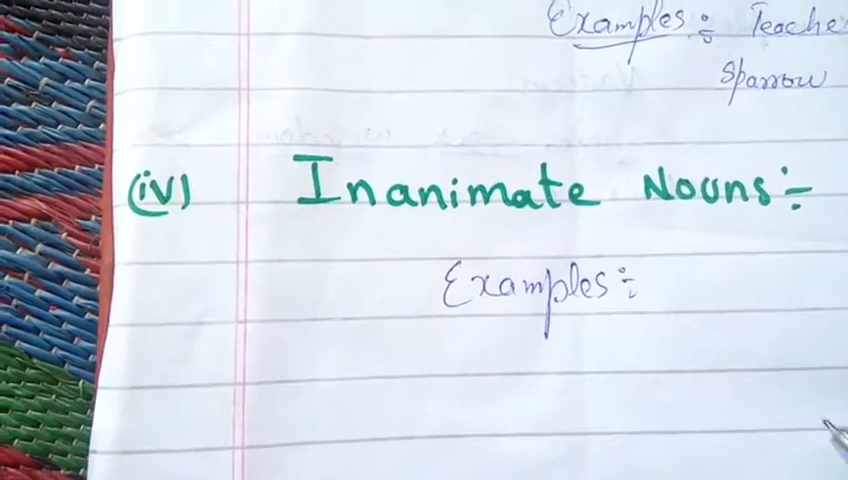 Examples ÷ Teache
Sparrow
(iv) Inanimate Nouns :-
Examples :-